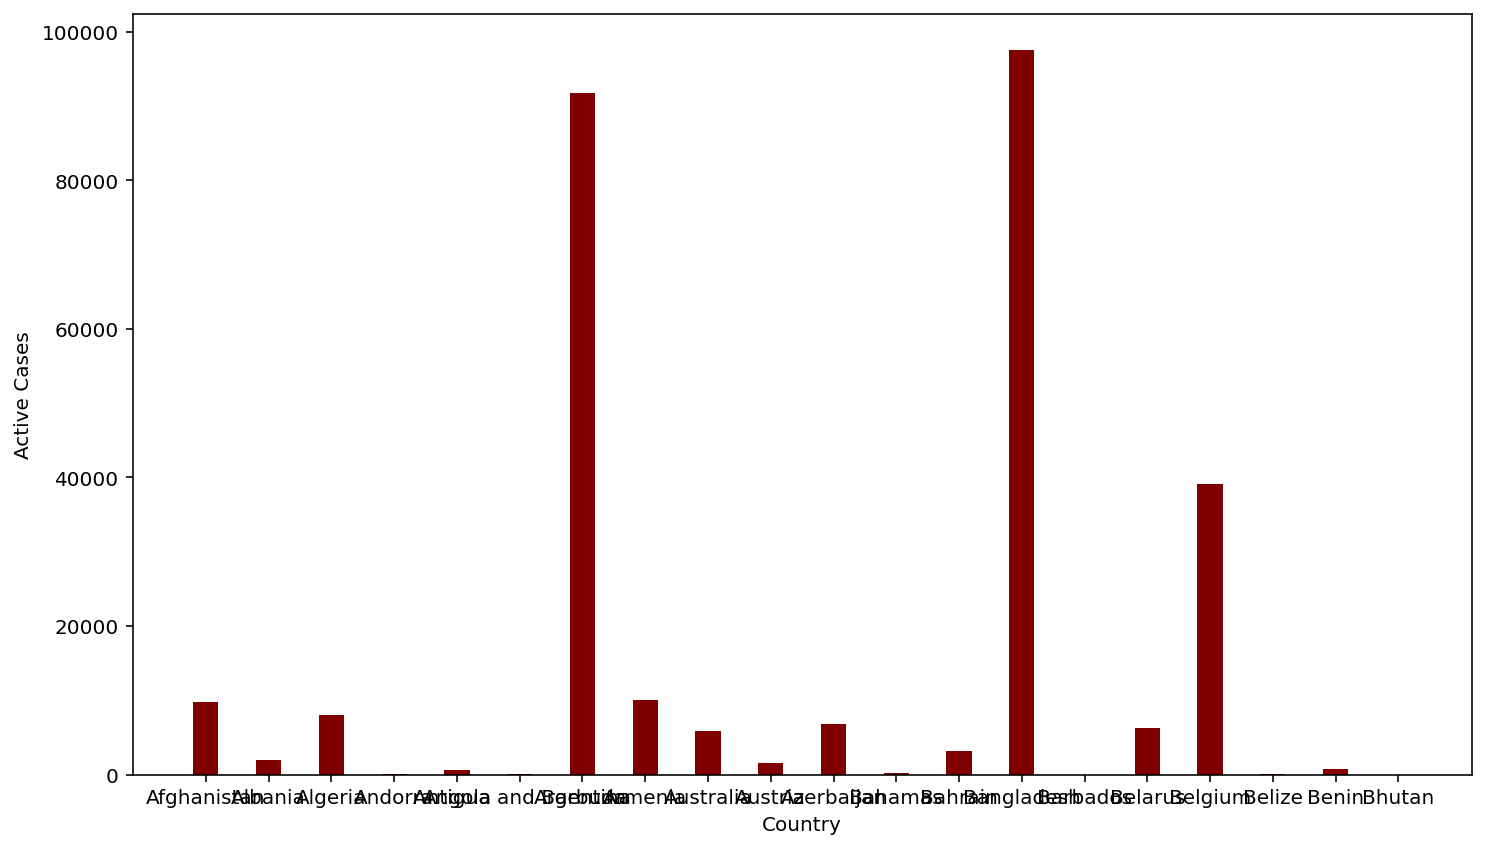 100000
80000
60000
40000
20000
0
Active Cases
Afghanistan Albania Algeria Andorra Angola Antigua and Barbuda Argentina Armenia Australia Austria Azerbaijan Bahamas Bahrain Bangladesh Barbados Belarus Belgium Belize Benin Bhutan
Country